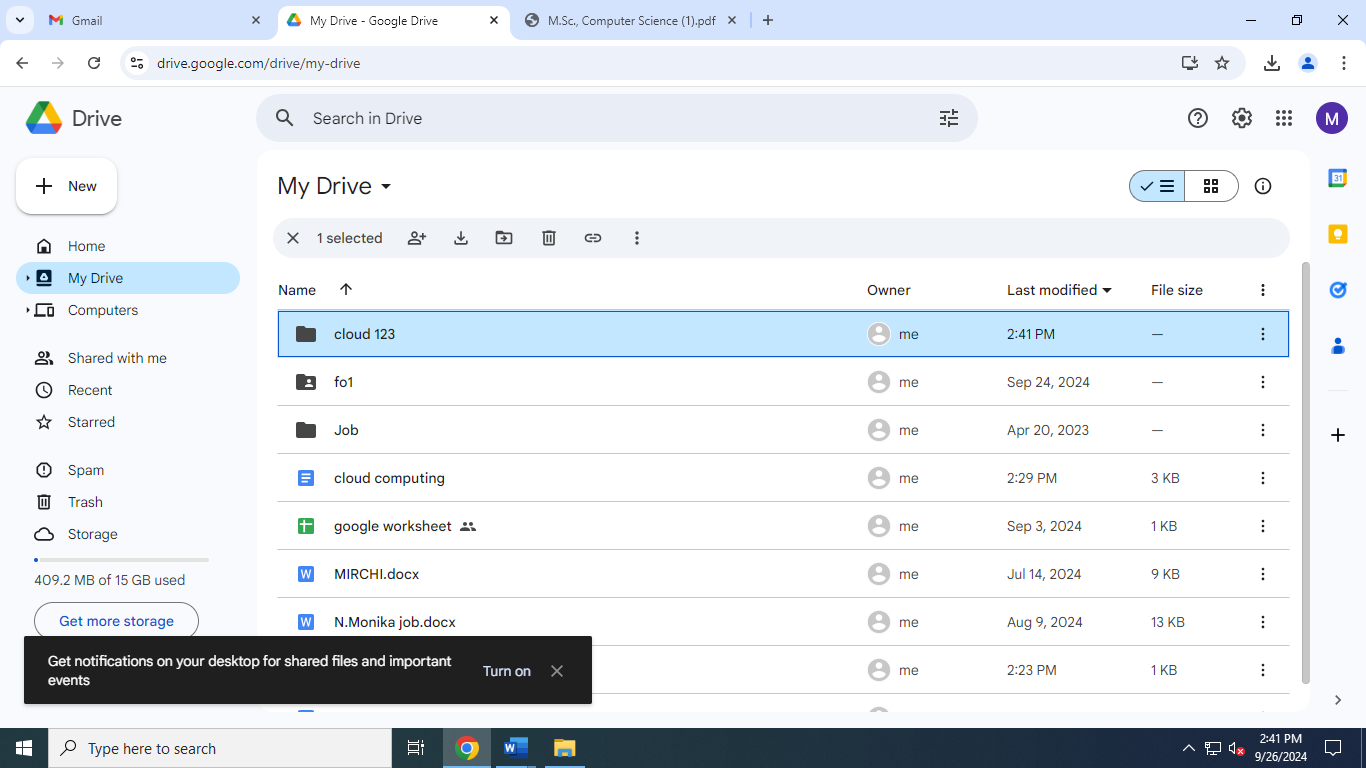 Gmail
My Drive - Google Drive
M.Sc., Computer Science (1).pdf
drive.google.com/drive/my-drive
Drive
Search in Drive
M
New
My Drive
31
1 selected
Home
My Drive
Computers
Shared with me
Recent
Starred
Spam
Trash
Storage
409.2 MB of 15 GB used
Get more storage
Name Owner Last modified File size
cloud 123 me 2:41 PM —
fo1 me Sep 24, 2024 —
Job me Apr 20, 2023 —
cloud computing me 2:29 PM 3 KB
google worksheet me Sep 3, 2024 1 KB
W MIRCHI.docx me Jul 14, 2024 9 KB
W N.Monika job.docx me Aug 9, 2024 13 KB
me 2:23 PM 1 KB
Get notifications on your desktop for shared files and important
events
Turn on
Type here to search
W
2:41 PM
9/26/2024